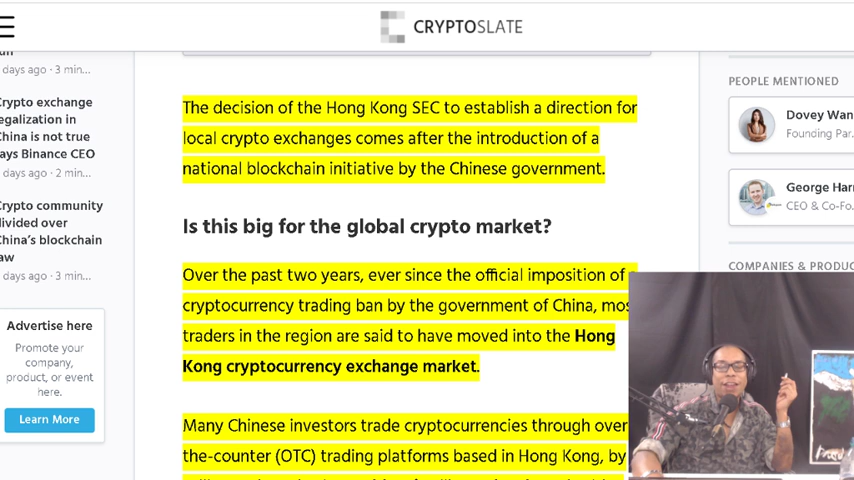 CRYPTOSLATE
days ago · 3 min...
Crypto exchange
legalization in
China is not true
says Binance CEO
days ago · 2 min...
Crypto community
divided over
China's blockchain
law
days ago · 3 min...
Advertise here
Promote your
company,
product, or event
here.
Learn More
The decision of the Hong Kong SEC to establish a direction for
local crypto exchanges comes after the introduction of a
national blockchain initiative by the Chinese government.
Is this big for the global crypto market?
Over the past two years, ever since the official imposition of
cryptocurrency trading ban by the government of China, mos
traders in the region are said to have moved into the Hong
Kong cryptocurrency exchange market.
Many Chinese investors trade cryptocurrencies through over
the-counter (OTC) trading platforms based in Hong Kong, by
PEOPLE MENTIONED
Dovey Wan
Founding Par.
George Harr
CEO & Co-Fo..
COMPANIES & PRODUC